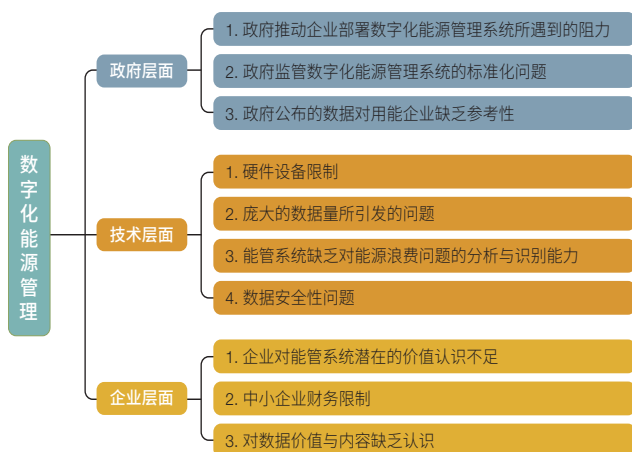 数字化能源管理
政府层面
1. 政府推动企业部署数字化能源管理系统所遇到的阻力
2. 政府监管数字化能源管理系统的标准化问题
3. 政府公布的数据对用能企业缺乏参考性
技术层面
1. 硬件设备限制
2. 庞大的数据量所引发的问题
3. 能管系统缺乏对能源浪费问题的分析与识别能力
4. 数据安全性问题
企业层面
1. 企业对能管系统潜在的价值认识不足
2. 中小企业财务限制
3. 对数据价值与内容缺乏认识